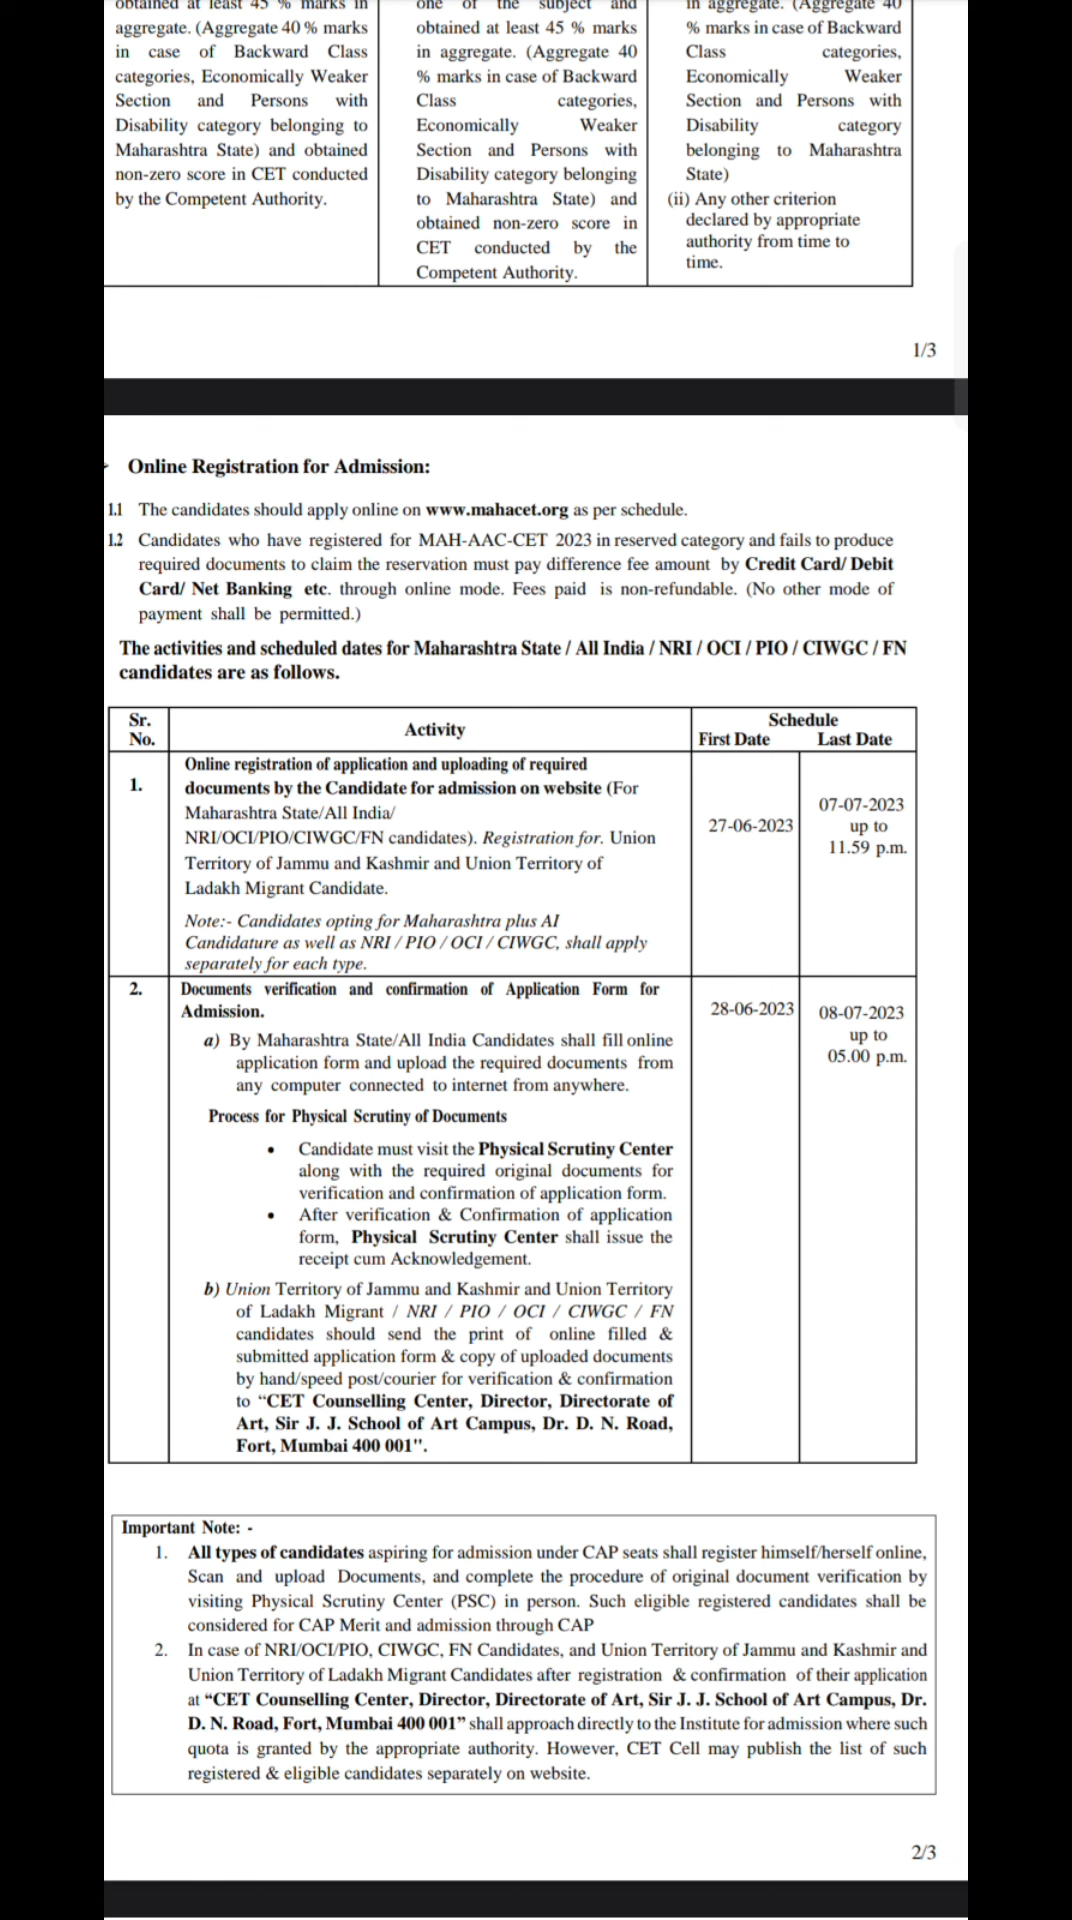 obtained at least 45 % marks in
aggregate. (Aggregate 40 % marks
in case of Backward Class
categories, Economically Weaker
Section and Persons with
Disability category belonging to
Maharashtra State) and obtained
non-zero score in CET conducted
by the Competent Authority.
one of the subject and
obtained at least 45 % marks
in aggregate. (Aggregate 40
% marks in case of Backward
Class categories,
Economically Weaker
Section and Persons with
Disability category belonging
to Maharashtra State) and
obtained non-zero score in
CET conducted by the
Competent Authority.
in aggregate. (Aggregate 40
% marks in case of Backward
Class categories,
Economically Weaker
Section and Persons with
Disability category
belonging to Maharashtra
State)
(ii) Any other criterion
declared by appropriate
authority from time to
time.
1/3
Online Registration for Admission:
1.1 The candidates should apply online on www.mahacet.org as per schedule.
1.2 Candidates who have registered for MAH-AAC-CET 2023 in reserved category and fails to produce
required documents to claim the reservation must pay difference fee amount by Credit Card/ Debit
Card/ Net Banking etc. through online mode. Fees paid is non-refundable. (No other mode of
payment shall be permitted.)
The activities and scheduled dates for Maharashtra State / All India / NRI / OCI / PIO / CIWGC / FN
candidates are as follows.
Sr.
No.
Activity
Schedule
First Date Last Date
1.
Online registration of application and uploading of required
documents by the Candidate for admission on website (For
Maharashtra State/All India/
NRI/OCI/PIO/CIWGC/FN candidates). Registration for. Union
Territory of Jammu and Kashmir and Union Territory of
Ladakh Migrant Candidate.
Note:- Candidates opting for Maharashtra plus AI
Candidature as well as NRI / PIO / OCI / CIWGC, shall apply
separately for each type.
27-06-2023
07-07-2023
up to
11.59 p.m.
2.
Documents verification and confirmation of Application Form for
Admission.
a) By Maharashtra State/All India Candidates shall fill online
application form and upload the required documents from
any computer connected to internet from anywhere.
Process for Physical Scrutiny of Documents
• Candidate must visit the Physical Scrutiny Center
along with the required original documents for
verification and confirmation of application form.
• After verification & Confirmation of application
form, Physical Scrutiny Center shall issue the
receipt cum Acknowledgement.
b) Union Territory of Jammu and Kashmir and Union Territory
of Ladakh Migrant / NRI / PIO / OCI / CIWGC / FN
candidates should send the print of online filled &
submitted application form & copy of uploaded documents
by hand/speed post/courier for verification & confirmation
to “CET Counselling Center, Director, Directorate of
Art, Sir J. J. School of Art Campus, Dr. D. N. Road,
Fort, Mumbai 400 001".
28-06-2023
08-07-2023
up to
05.00 p.m.
Important Note: -
1. All types of candidates aspiring for admission under CAP seats shall register himself/herself online,
Scan and upload Documents, and complete the procedure of original document verification by
visiting Physical Scrutiny Center (PSC) in person. Such eligible registered candidates shall be
considered for CAP Merit and admission through CAP
2. In case of NRI/OCI/PIO, CIWGC, FN Candidates, and Union Territory of Jammu and Kashmir and
Union Territory of Ladakh Migrant Candidates after registration & confirmation of their application
at “CET Counselling Center, Director, Directorate of Art, Sir J. J. School of Art Campus, Dr.
D. N. Road, Fort, Mumbai 400 001” shall approach directly to the Institute for admission where such
quota is granted by the appropriate authority. However, CET Cell may publish the list of such
registered & eligible candidates separately on website.
2/3